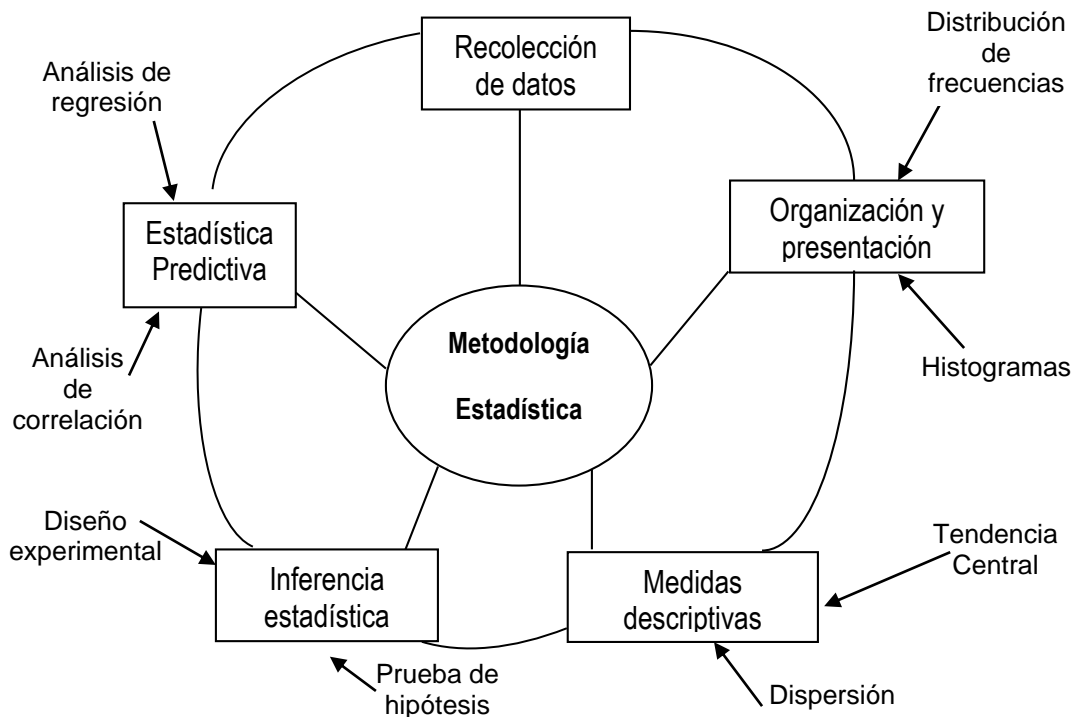 Recolección
de datos
Distribución
de
frecuencias
Análisis de
regresión
Organización y
presentación
Estadística
Predictiva
Metodología
Estadística
Análisis
de
correlación
Histogramas
Diseño
experimental
Inferencia
estadística
Medidas
descriptivas
Tendencia
Central
Prueba de
hipótesis
Dispersión